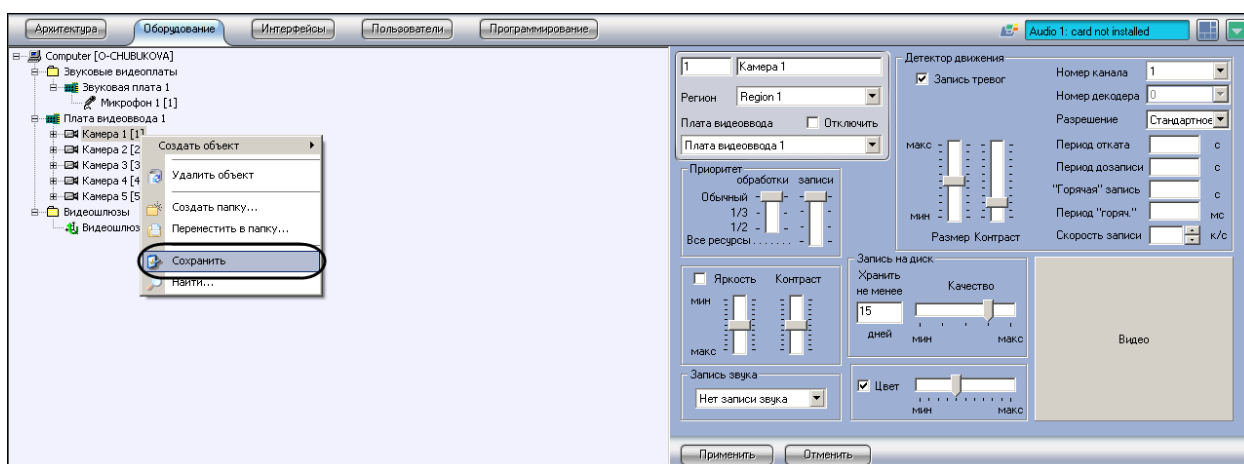 Архитектура Оборудование Интерфейсы Пользователи Программирование Audio 1: card not installed
Computer [O-CHUBUKOVA]
Звуковые видеоплаты
Звуковая плата 1
Микрофон 1 [1]
Плата видеоввода 1
Камера 1 [1]
Камера 2 [2
Камера 3 [3
Камера 4 [4
Камера 5 [5
Видеошлюзы
Видеошлюз
Создать объект
Удалить объект
Создать папку...
Переместить в папку...
Сохранить
Найти...
1 Камера 1
Регион Region 1
Плата видеоввода Отключить
Плата видеоввода 1
Приоритет
обработки записи
Обычный
1/3
1/2
Все ресурсы.......
Яркость Контраст
мин
макс
Запись звука
Нет записи звука
Детектор движения
Запись тревог
макс
мин
Размер Контраст
Номер канала 1
Номер декодера 0
Разрешение Стандартное
Период отката с
Период дозаписи с
"Горячая" запись с
Период "горяч." мс
Скорость записи к/с
Запись на диск
Хранить
не менее
15
дней
Качество
мин макс
Цвет
мин макс
Видео
Применить Отменить